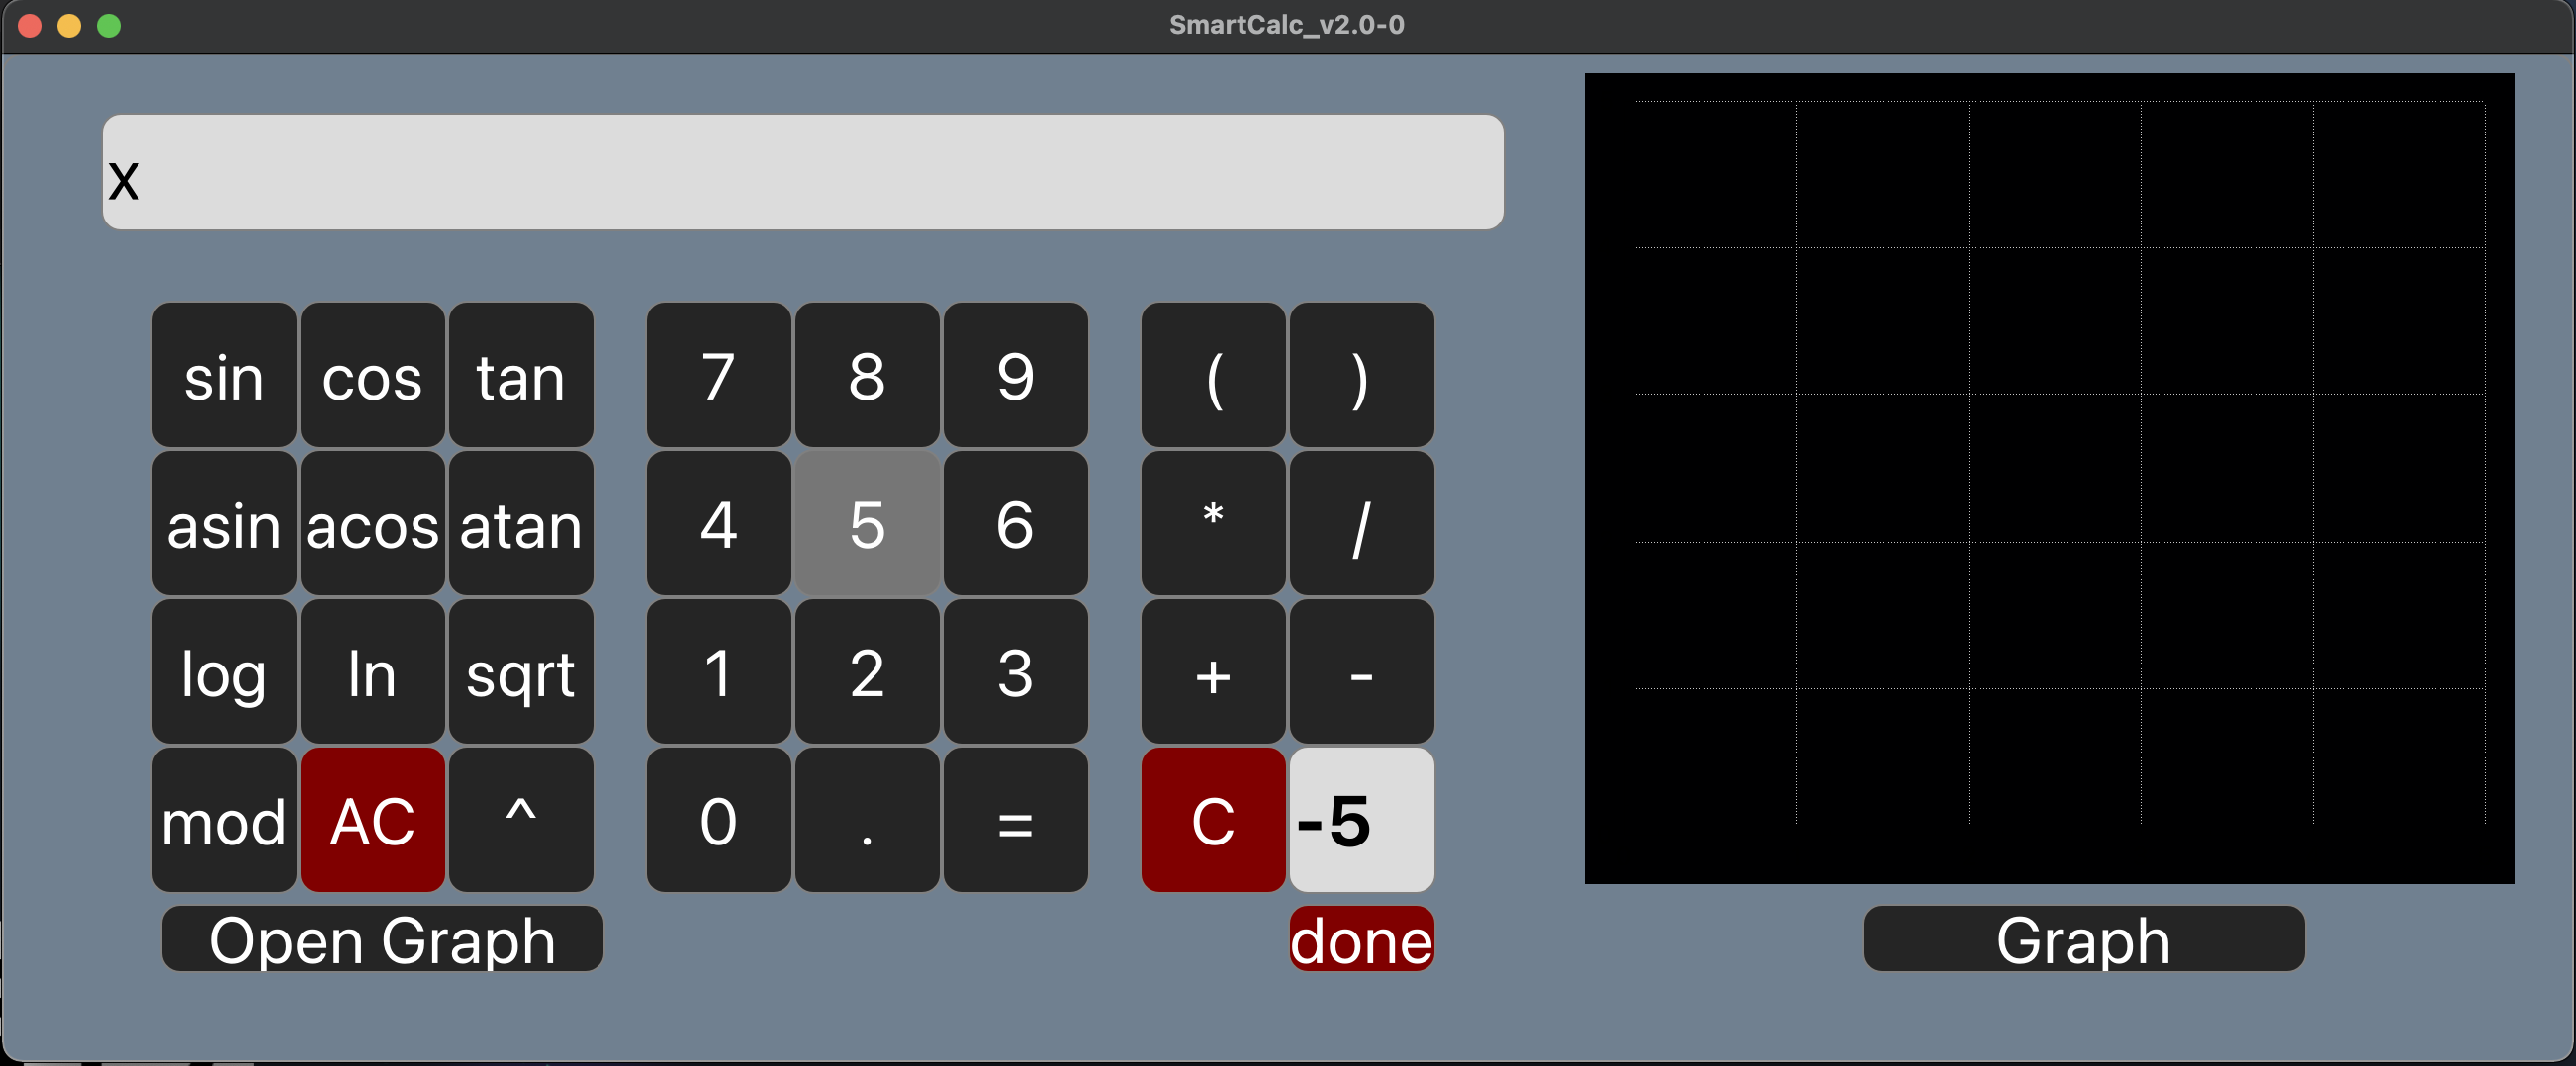 SmartCalc_v2.0-0
x
sin cos tan 7 8 9 ( )
asin acos atan 4 5 6 * /
log ln sqrt 1 2 3 + -
mod AC ^ 0 . = C -5
Open Graph done Graph